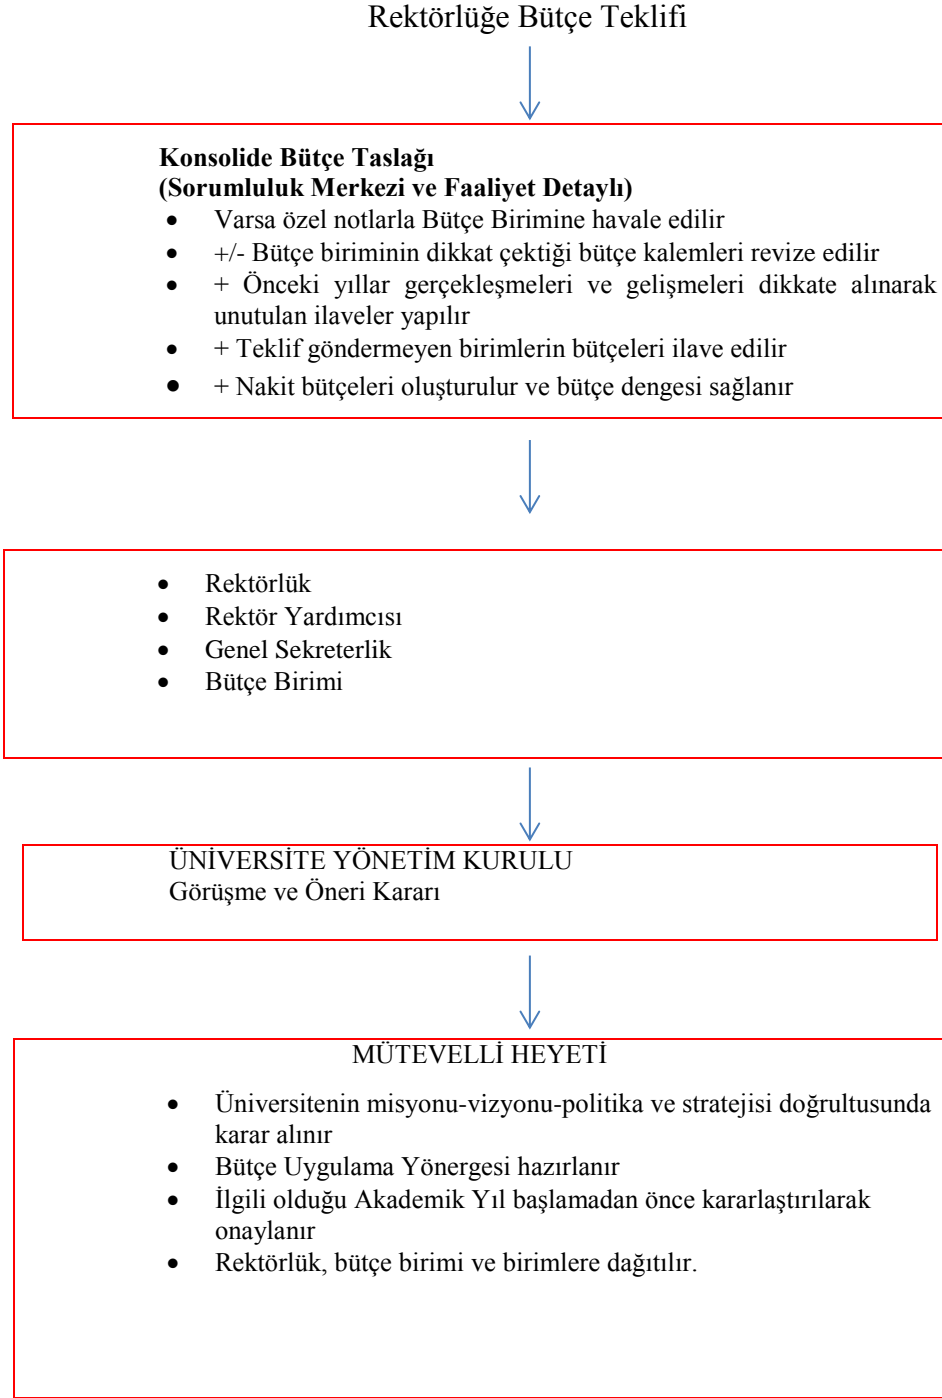 Rektörlüğe Bütçe Teklifi
Konsolide Bütçe Taslağı
(Sorumluluk Merkezi ve Faaliyet Detaylı)
• Varsa özel notlarla Bütçe Birimine havale edilir
• +/- Bütçe biriminin dikkat çektiği bütçe kalemleri revize edilir
• + Önceki yıllar gerçekleşmeleri ve gelişmeleri dikkate alınarak
unutulan ilaveler yapılır
• + Teklif göndermeyen birimlerin bütçeleri ilave edilir
• + Nakit bütçeleri oluşturulur ve bütçe dengesi sağlanır
• Rektörlük
• Rektör Yardımcısı
• Genel Sekreterlik
• Bütçe Birimi
ÜNİVERSİTE YÖNETİM KURULU
Görüşme ve Öneri Kararı
MÜTEVELLİ HEYETİ
• Üniversitenin misyonu-vizyonu-politika ve stratejisi doğrultusunda
karar alınır
• Bütçe Uygulama Yönergesi hazırlanır
• İlgili olduğu Akademik Yıl başlamadan önce kararlaştırılarak
onaylanır
• Rektörlük, bütçe birimi ve birimlere dağıtılır.